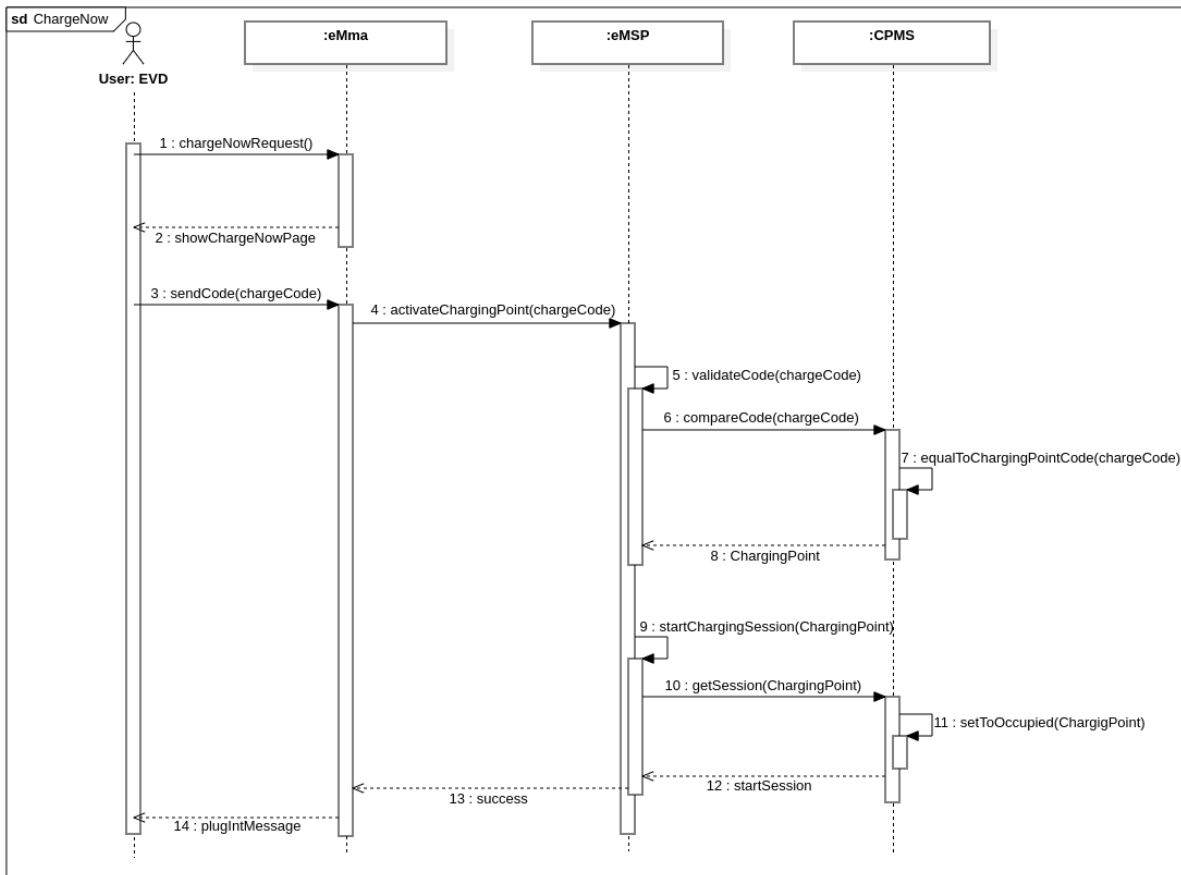 sd ChargeNow
:eMma
:eMSP
:CPMS
User: EVD
1 : chargeNowRequest()
2 : showChargeNowPage
3 : sendCode(chargeCode)
4 : activateChargingPoint(chargeCode)
5 : validateCode(chargeCode)
6 : compareCode(chargeCode)
7 : equalToChargingPointCode(chargeCode)
8 : ChargingPoint
9 : startChargingSession(ChargingPoint)
10 : getSession(ChargingPoint)
11 : setToOccupied(ChargigPoint)
12 : startSession
13 : success
14 : plugIntMessage